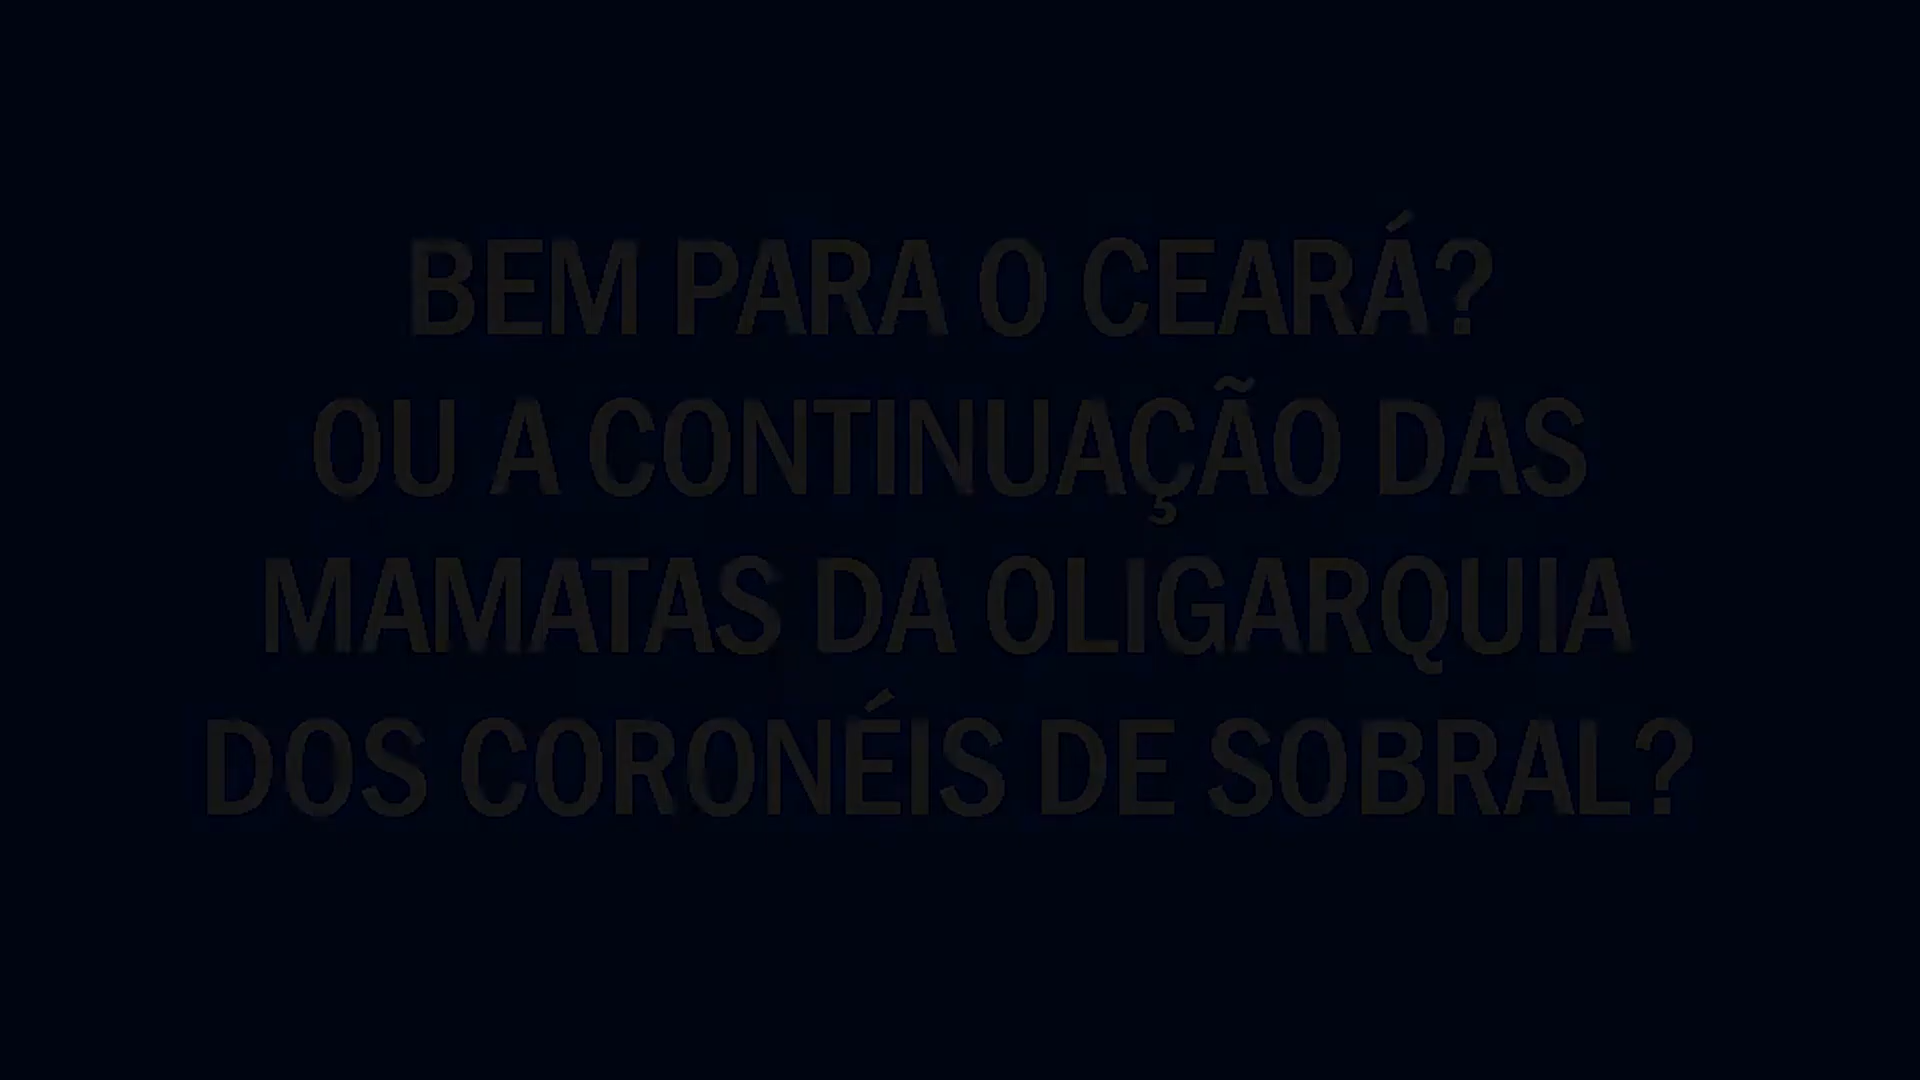 BEM PARA O CEARÁ?
OU A CONTINUAÇÃO DAS
MAMATAS DA OLIGARQUIA
DOS CORONÉIS DE SOBRAL?